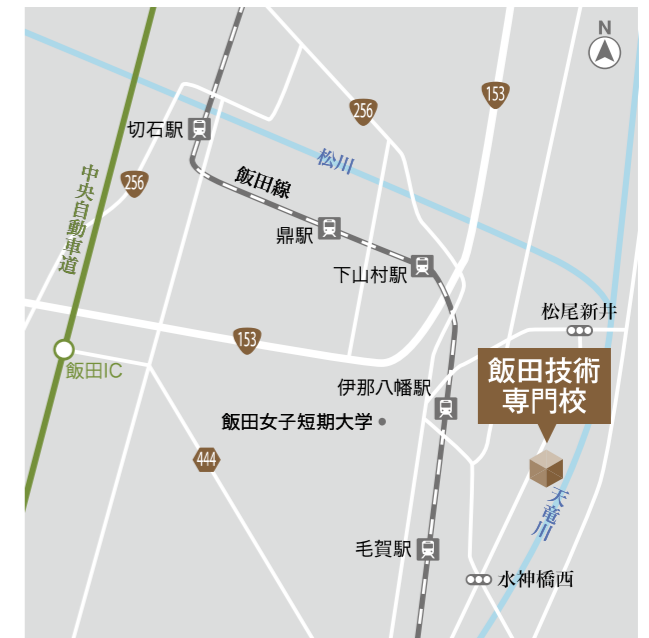 N
153
256
切石駅
松川
中央自動車道
256
飯田線
鼎駅
下山村駅
松尾新井
153
飯田IC
飯田技術
専門校
伊那八幡駅
飯田女子短期大学
444
天竜川
毛賀駅
水神橋西